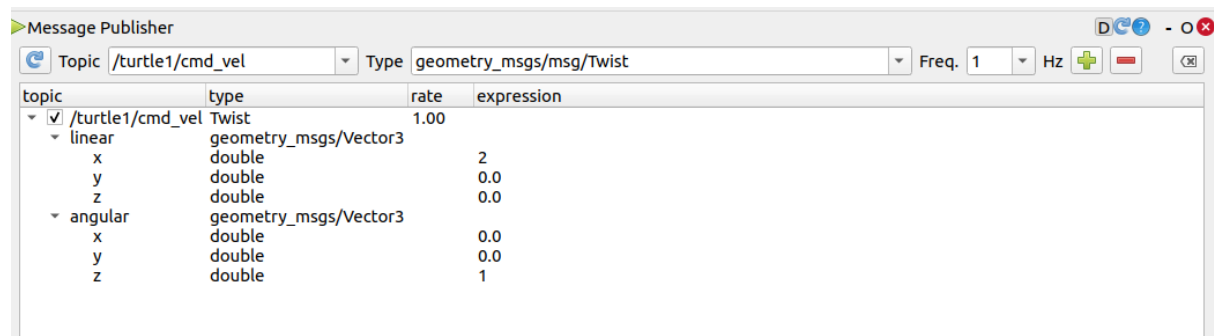 Message Publisher D ? - O
Topic /turtle1/cmd_vel Type geometry_msgs/msg/Twist Freq. 1 Hz
topic type rate expression
/turtle1/cmd_vel Twist 1.00
linear geometry_msgs/Vector3
x double 2
y double 0.0
z double 0.0
angular geometry_msgs/Vector3
x double 0.0
y double 0.0
z double 1